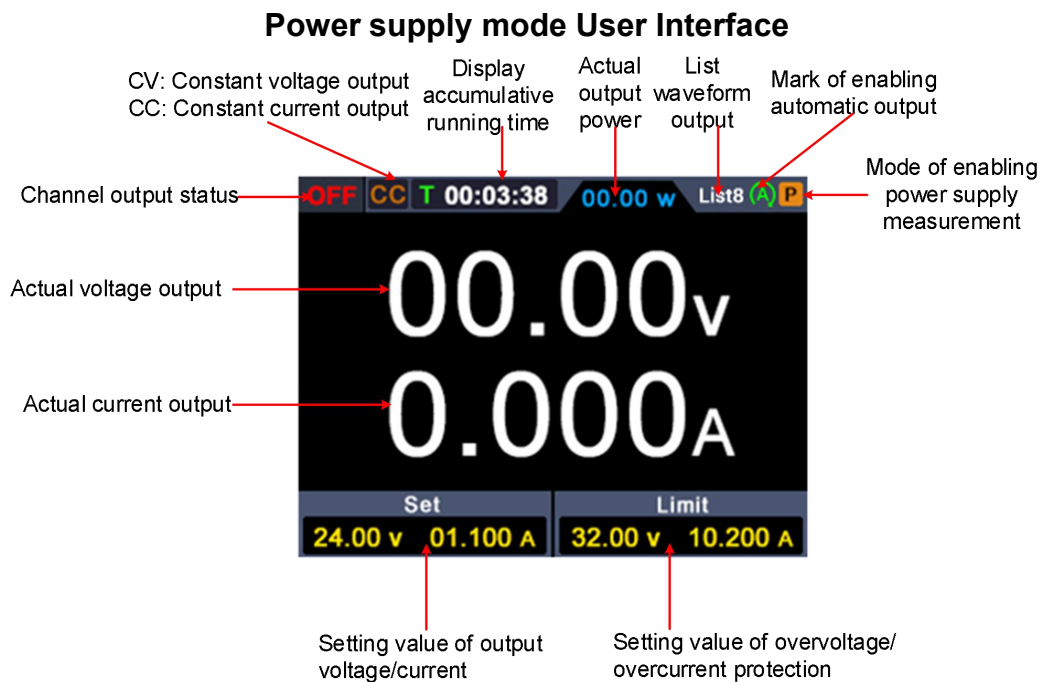 Power supply mode User Interface
CV: Constant voltage output
CC: Constant current output
Display
accumulative
running time
Actual
output
power
List
waveform
output
Mark of enabling
automatic output
Channel output status
Mode of enabling
power supply
measurement
OFF CC T 00:03:38 00.00 W List8 A P
Actual voltage output
00.00v
Actual current output
0.000A
Set
Limit
24.00 v 01.100 A
32.00 v 10.200 A
Setting value of output
voltage/current
Setting value of overvoltage/
overcurrent protection